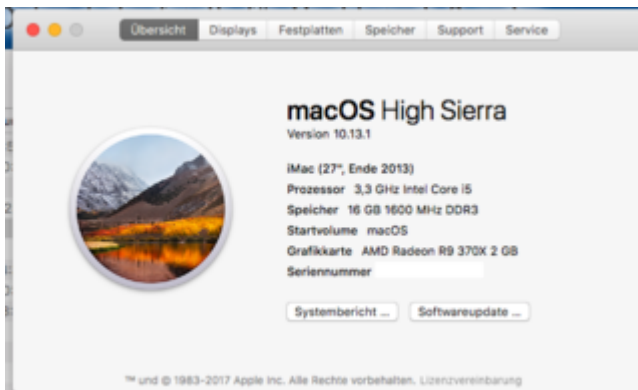 Übersicht Displays Festplatten Speicher Support Service
macOS High Sierra
Version 10.13.1
iMac (27", Ende 2013)
Prozessor 3,3 GHz Intel Core i5
Speicher 16 GB 1600 MHz DDR3
Startvolume macOS
Grafikkarte AMD Radeon R9 370X 2 GB
Seriennummer
Systembericht ... Softwareupdate ...
™ und © 1983-2017 Apple Inc. Alle Rechte vorbehalten. Lizenzvereinbarung